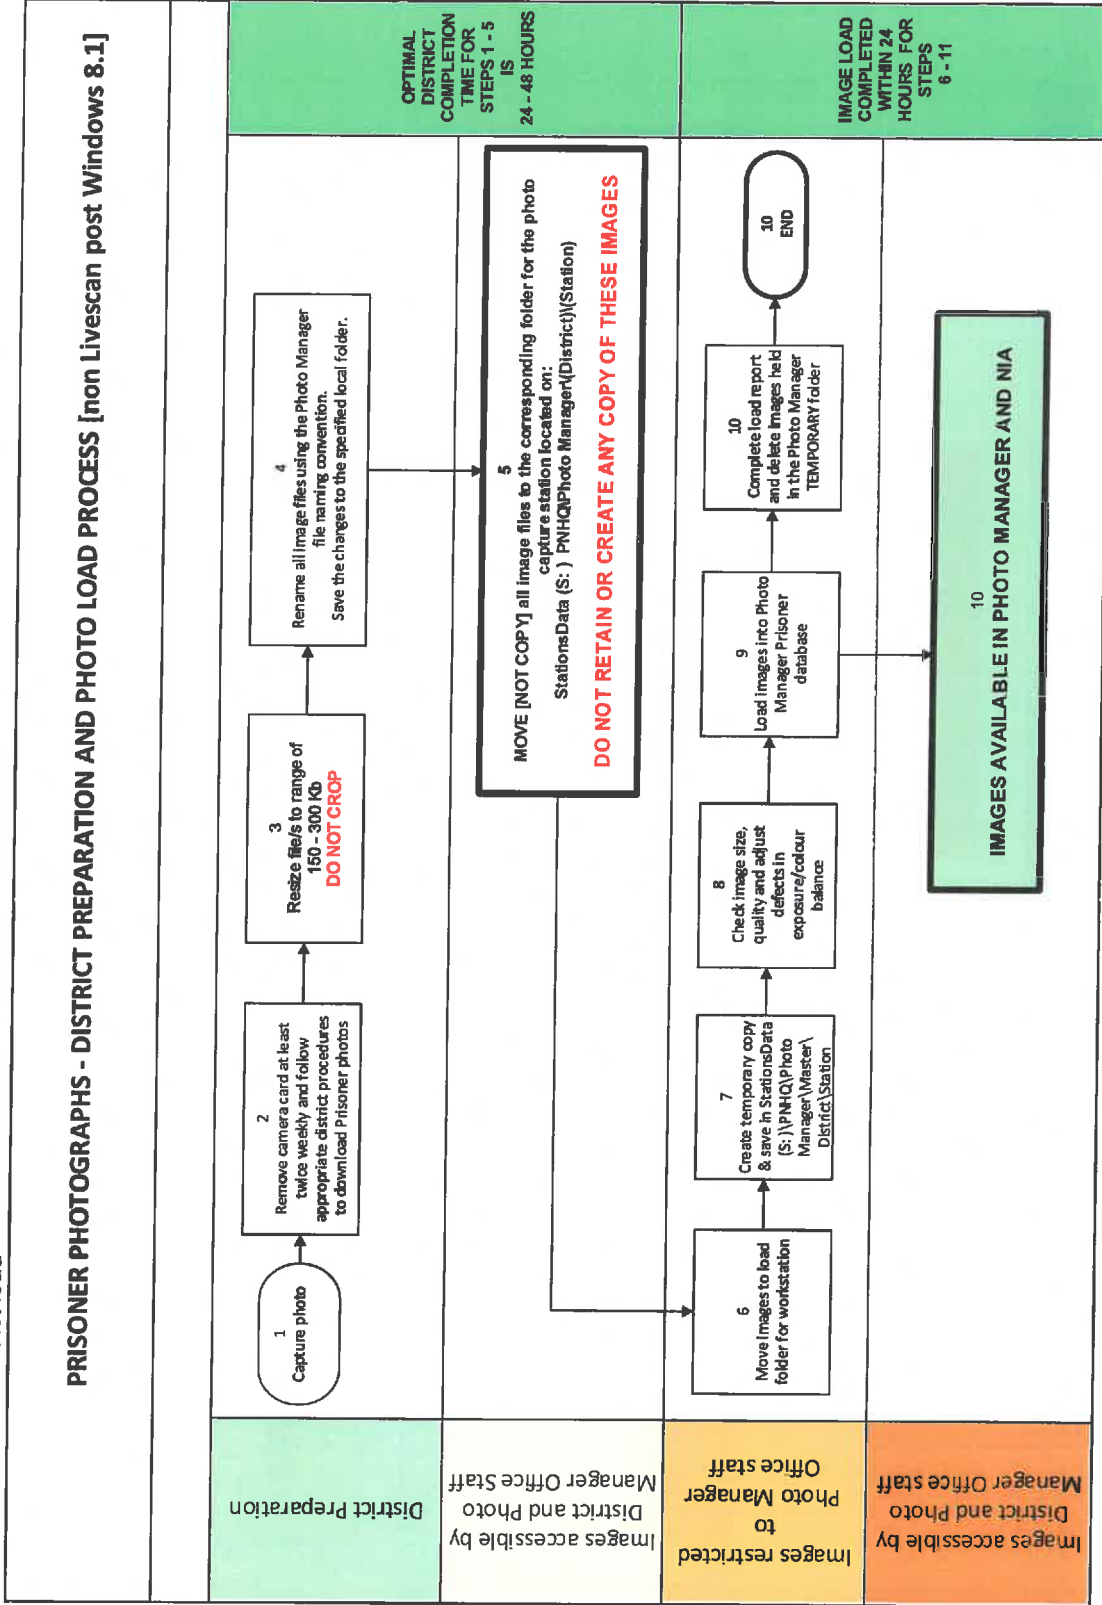 PRISONER PHOTOGRAPHS - DISTRICT PREPARATION AND PHOTO LOAD PROCESS [non Livescan post Windows 8.1]
District Preparation
1
Capture photo
2
Remove camera card at least
twice weekly and follow
appropriate district procedures
to download Prisoner photos
3
Resize file/s to range of
150 - 300 Kb
DO NOT CROP
4
Rename all image files using the Photo Manager
file naming convention.
Save the changes to the specified local folder.
OPTIMAL
DISTRICT
COMPLETION
TIME FOR
STEPS 1 - 5
IS
24 - 48 HOURS
Images accessible by
District and Photo
Manager Office Staff
5
MOVE [NOT COPY] all image files to the corresponding folder for the photo
capture station located on:
StationsData (S: ) PNHQ\Photo Manager\(District)\(Station)
DO NOT RETAIN OR CREATE ANY COPY OF THESE IMAGES
Images restricted
to
Photo Manager
Office staff
6
Move Images to load
folder for workstation
7
Create temporary copy
& save in StationsData
(S: )\PNHQ\Photo
Manager\Master\
District\Station
8
Check image size,
quality and adjust
defects in
exposure/colour
balance
9
Load images into Photo
Manager Prisoner
database
10
Complete load report
and delete images held
in the Photo Manager
TEMPORARY folder
10
END
IMAGE LOAD
COMPLETED
WITHIN 24
HOURS FOR
STEPS
6 - 11
Images accessible by
District and Photo
Manager Office staff
10
IMAGES AVAILABLE IN PHOTO MANAGER AND NIA